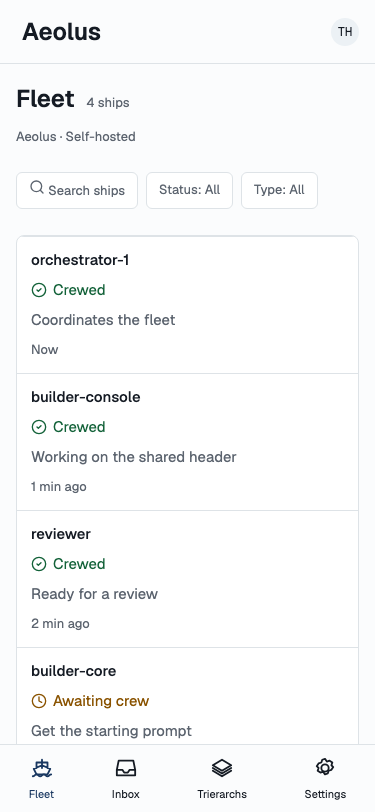 Aeolus
TH
Fleet 4 ships
Aeolus · Self-hosted
Search ships
Status: All
Type: All
orchestrator-1
Crewed
Coordinates the fleet
Now
builder-console
Crewed
Working on the shared header
1 min ago
reviewer
Crewed
Ready for a review
2 min ago
builder-core
Awaiting crew
Get the starting prompt
Fleet
Inbox
Trierarchs
Settings